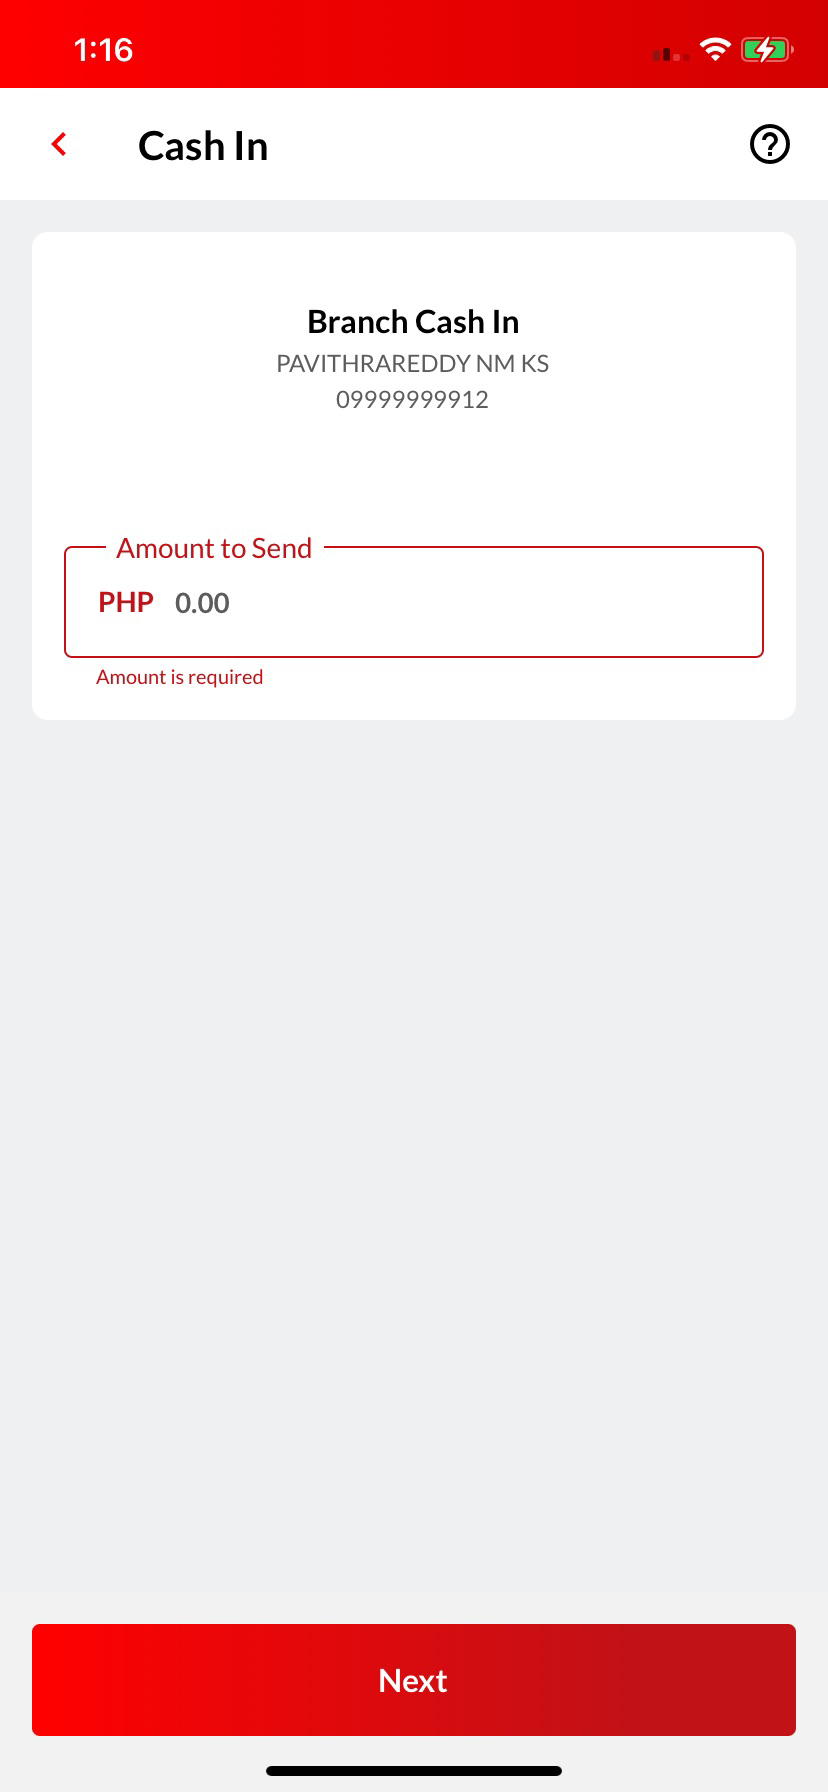 1:16
Cash In
Branch Cash In
PAVITHRAREDDY NM KS
09999999912
Amount to Send
PHP 0.00
Amount is required
Next